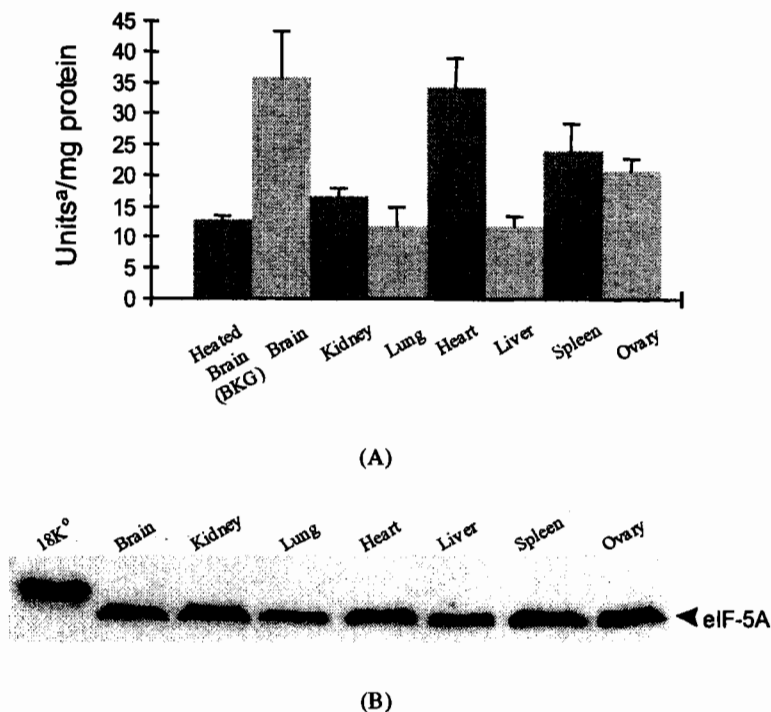 45
40
35
30
25
20
15
10
5
0
Unitsᵃ/mg protein
Heated
Brain
(BKG)
Brain
Kidney
Lung
Heart
Liver
Spleen
Ovary
(A)
18K°
Brain
Kidney
Lung
Heart
Liver
Spleen
Ovary
eIF-5A
(B)